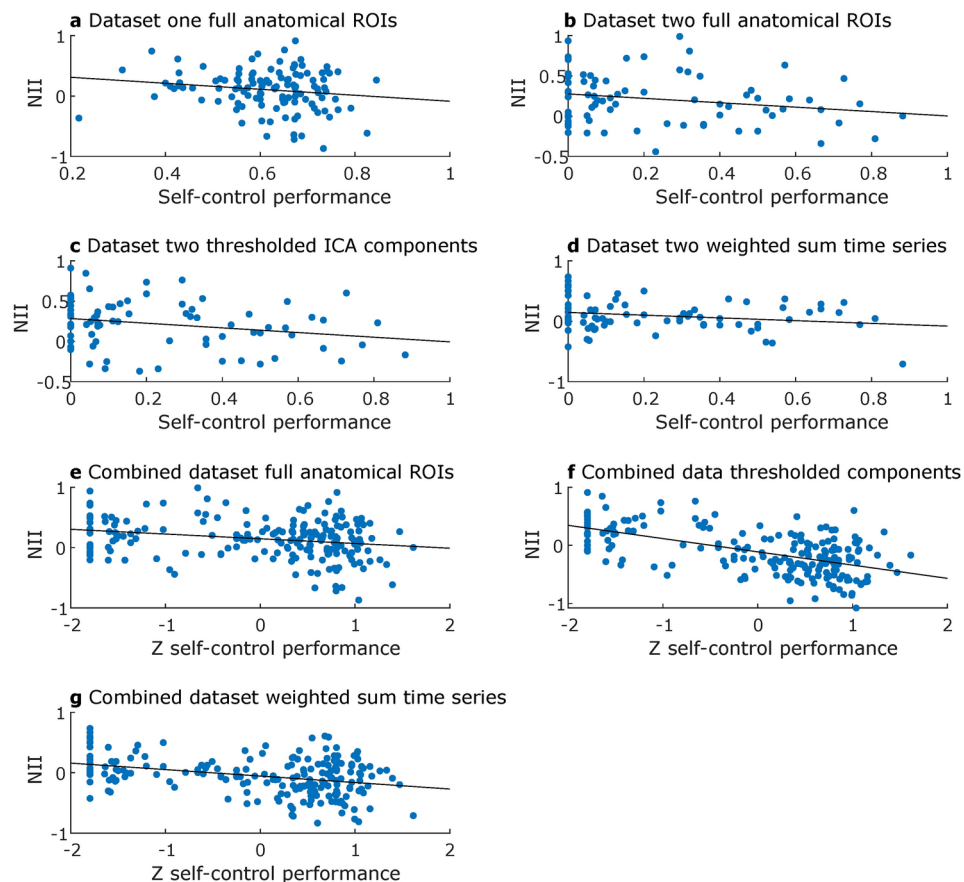 a Dataset one full anatomical ROIs
1
0
-1
NII
0.2 0.4 0.6 0.8 1
Self-control performance
b Dataset two full anatomical ROIs
1
0.5
0
-0.5
NII
0 0.2 0.4 0.6 0.8 1
Self-control performance
c Dataset two thresholded ICA components
1
0.5
0
-0.5
NII
0 0.2 0.4 0.6 0.8 1
Self-control performance
d Dataset two weighted sum time series
1
0
-1
NII
0 0.2 0.4 0.6 0.8 1
Self-control performance
e Combined dataset full anatomical ROIs
1
0
-1
NII
-2 -1 0 1 2
Z self-control performance
f Combined data thresholded components
1
0
-1
NII
-2 -1 0 1 2
Z self-control performance
g Combined dataset weighted sum time series
1
0
-1
NII
-2 -1 0 1 2
Z self-control performance